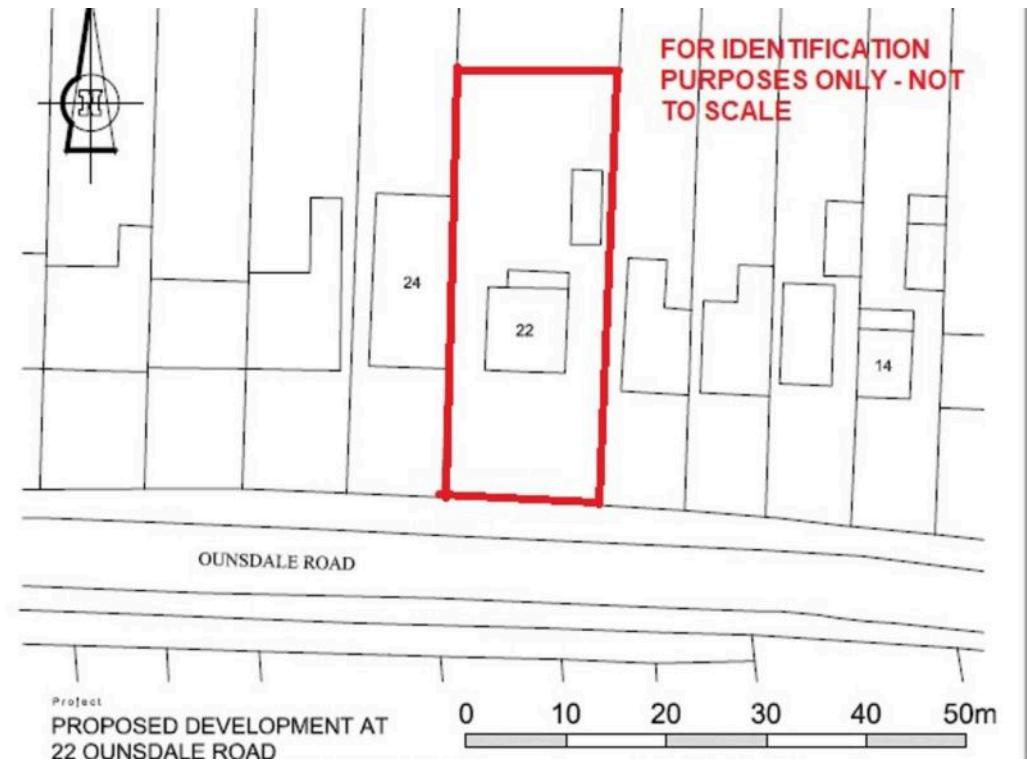 FOR IDENTIFICATION
PURPOSES ONLY - NOT
TO SCALE
N
24
22
14
OUNSDALE ROAD
Project
PROPOSED DEVELOPMENT AT
22 OUNSDALE ROAD
0 10 20 30 40 50m